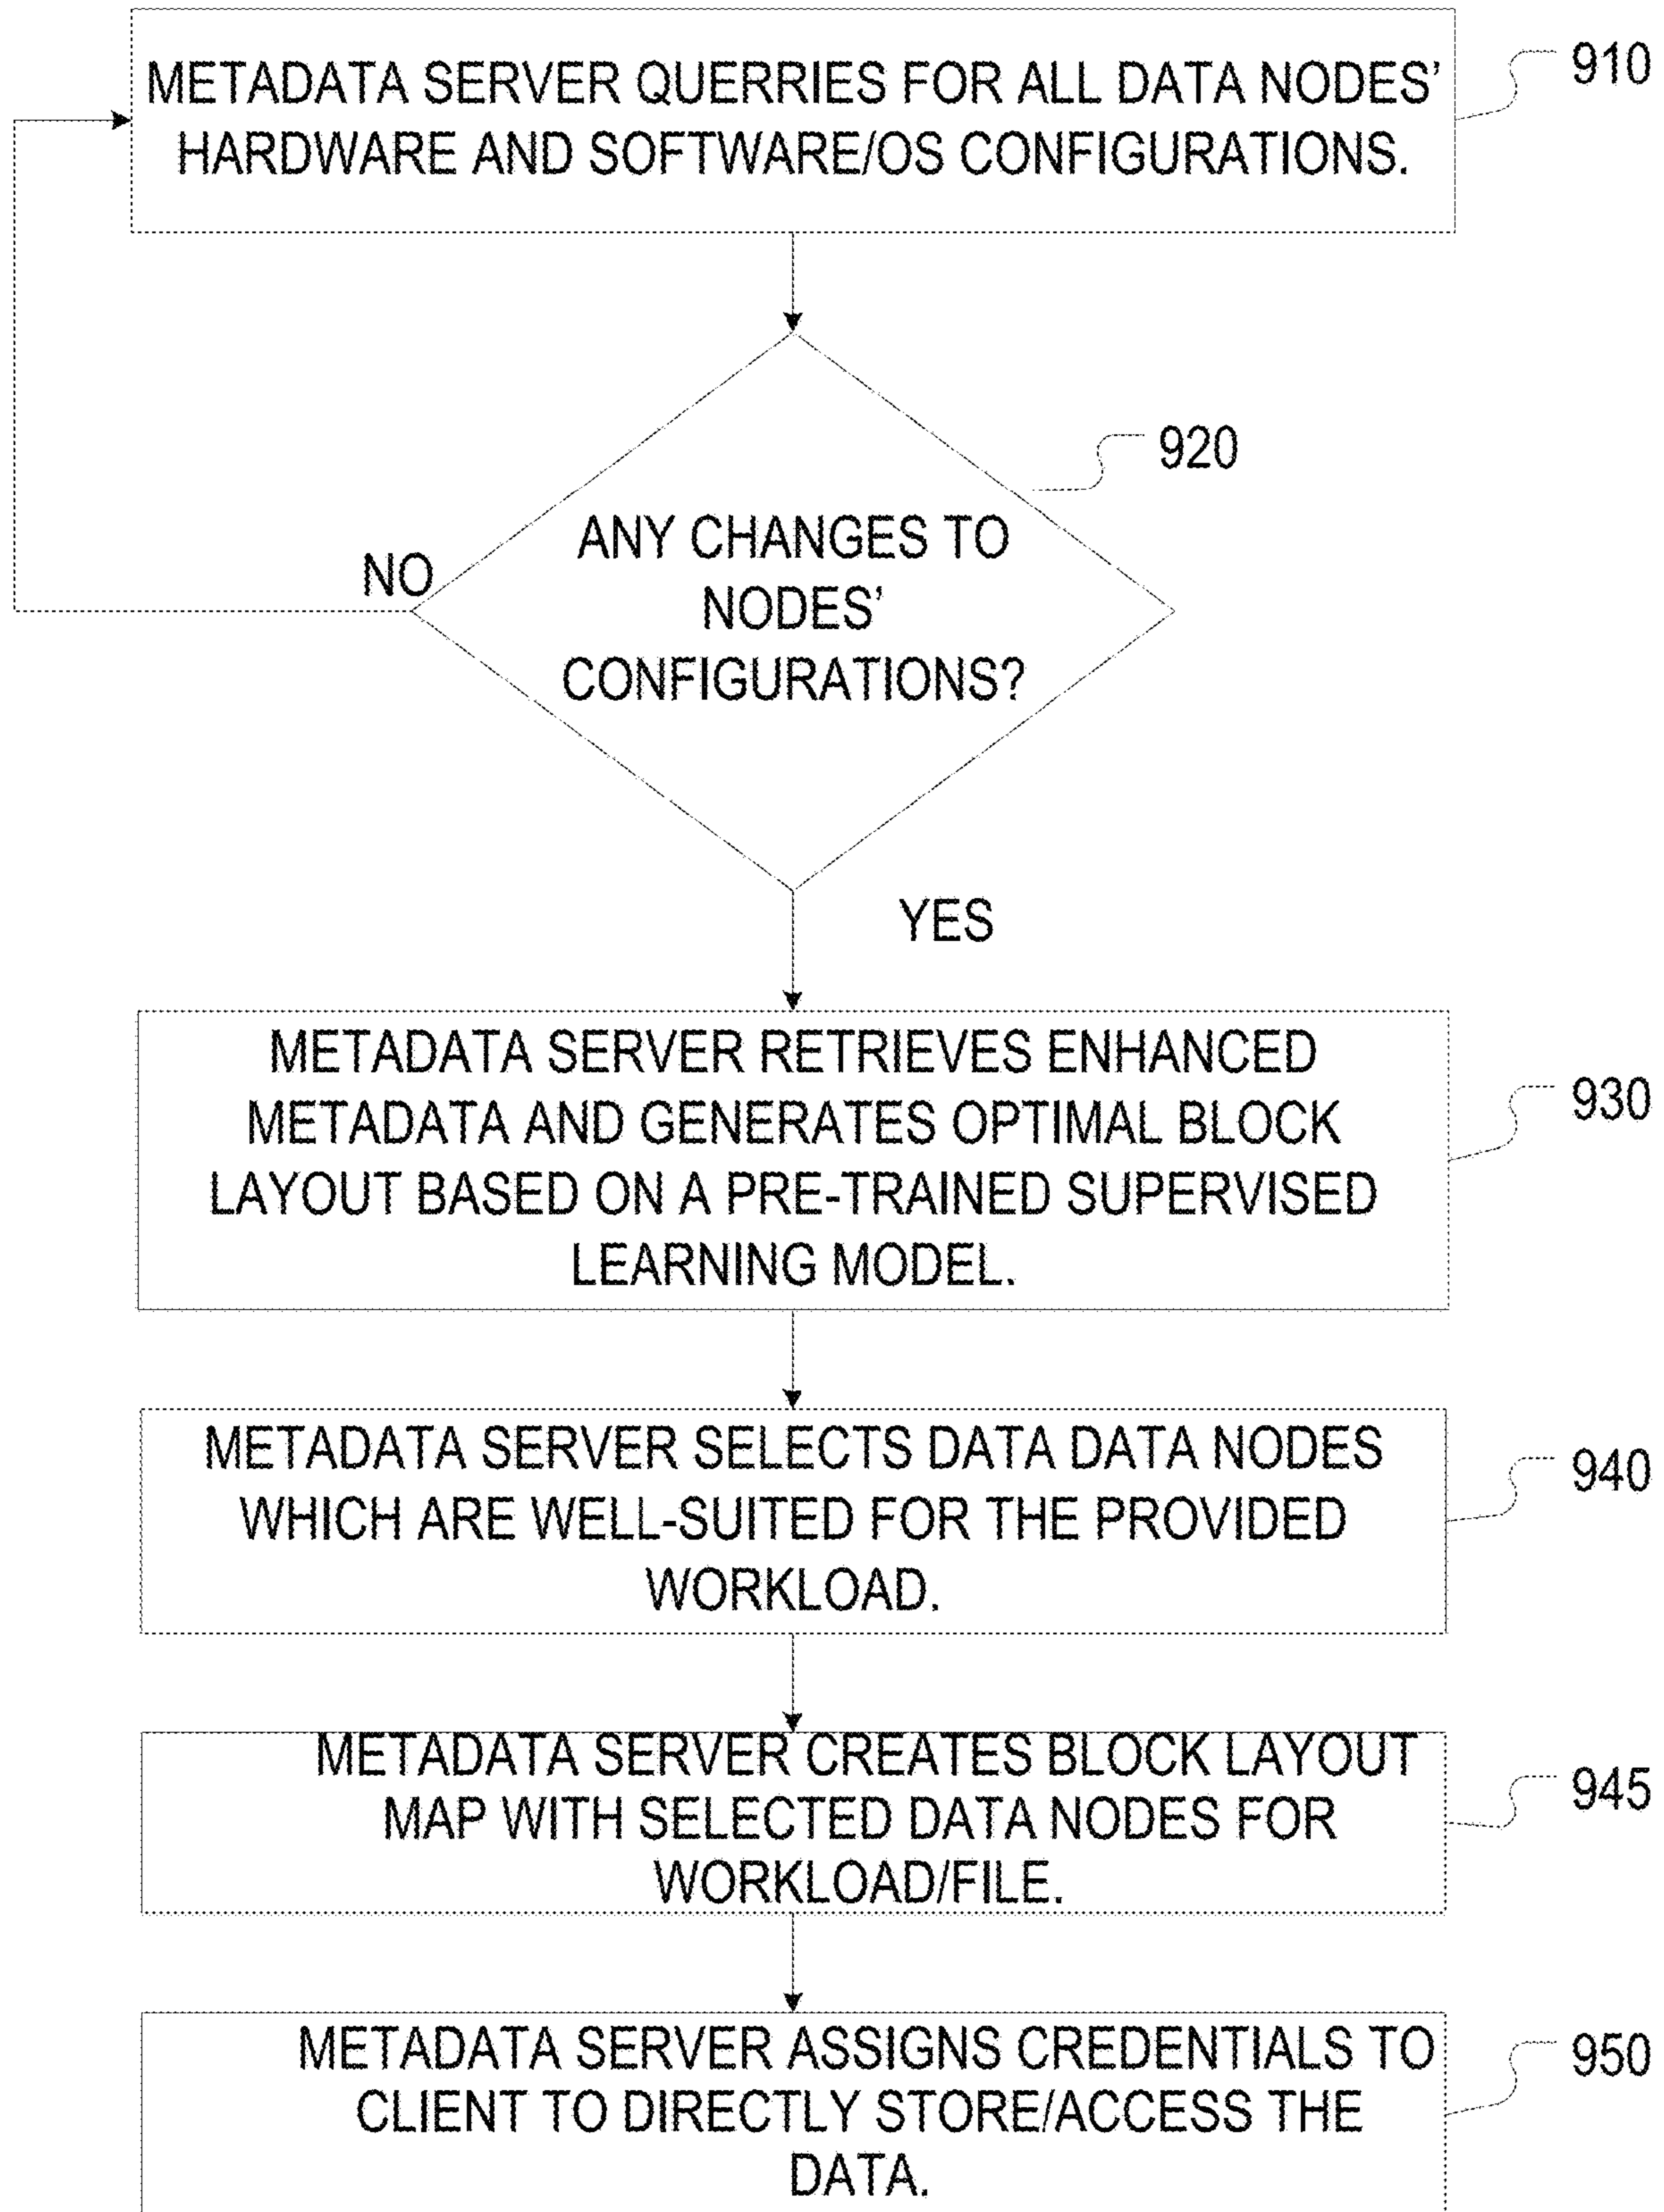 METADATA SERVER QUERRIES FOR ALL DATA NODES'
HARDWARE AND SOFTWARE/OS CONFIGURATIONS.
910
920
ANY CHANGES TO
NODES'
CONFIGURATIONS?
NO
YES
METADATA SERVER RETRIEVES ENHANCED
METADATA AND GENERATES OPTIMAL BLOCK
LAYOUT BASED ON A PRE-TRAINED SUPERVISED
LEARNING MODEL.
930
METADATA SERVER SELECTS DATA DATA NODES
WHICH ARE WELL-SUITED FOR THE PROVIDED
WORKLOAD.
940
METADATA SERVER CREATES BLOCK LAYOUT
MAP WITH SELECTED DATA NODES FOR
WORKLOAD/FILE.
945
METADATA SERVER ASSIGNS CREDENTIALS TO
CLIENT TO DIRECTLY STORE/ACCESS THE
DATA.
950